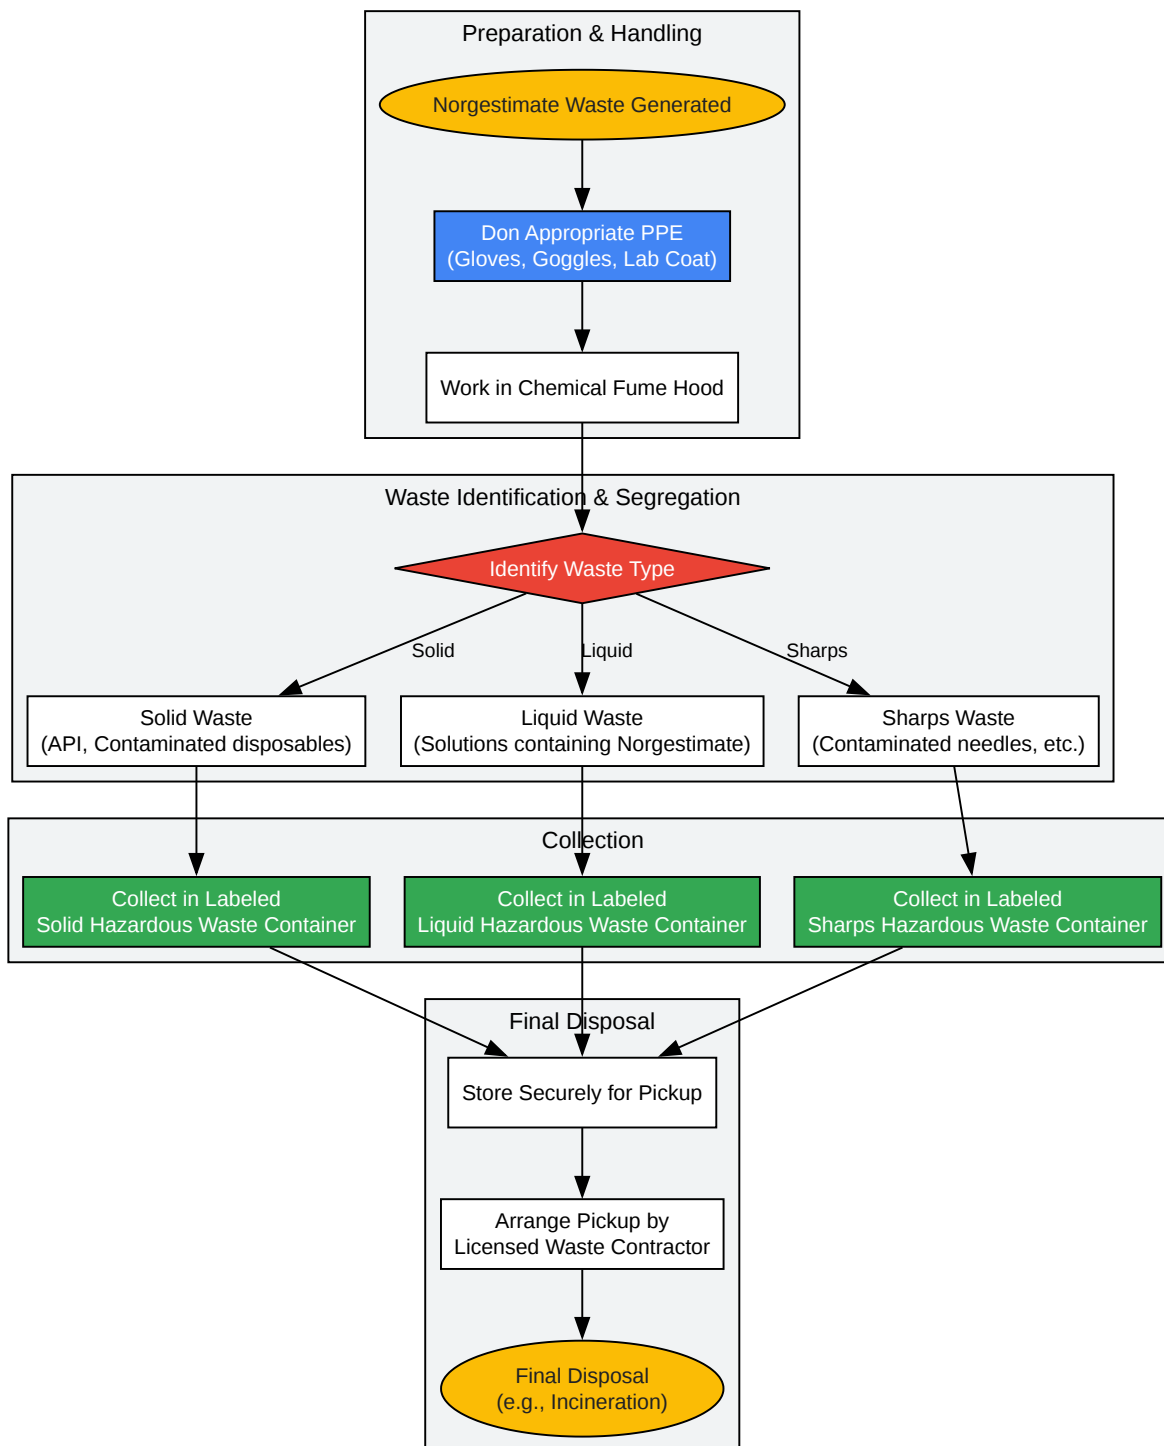 Preparation & Handling
Norgestimate Waste Generated
Don Appropriate PPE
(Gloves, Goggles, Lab Coat)
Work in Chemical Fume Hood
Waste Identification & Segregation
Identify Waste Type
Solid
Liquid
Sharps
Solid Waste
(API, Contaminated disposables)
Liquid Waste
(Solutions containing Norgestimate)
Sharps Waste
(Contaminated needles, etc.)
Collection
Collect in Labeled
Solid Hazardous Waste Container
Collect in Labeled
Liquid Hazardous Waste Container
Collect in Labeled
Sharps Hazardous Waste Container
Final Disposal
Store Securely for Pickup
Arrange Pickup by
Licensed Waste Contractor
Final Disposal
(e.g., Incineration)